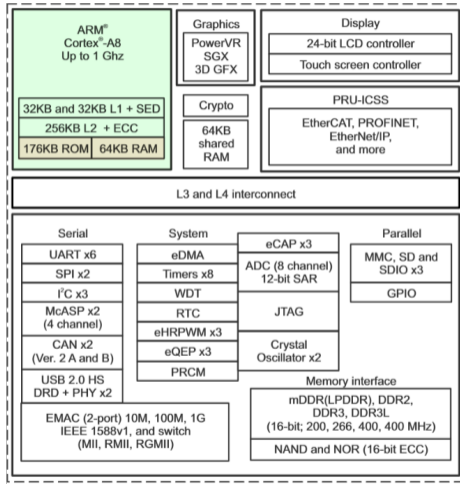 ARM®
Cortex®-A8
Up to 1 Ghz
32KB and 32KB L1 + SED
256KB L2 + ECC
176KB ROM
64KB RAM
Graphics
PowerVR
SGX
3D GFX
Crypto
64KB
shared
RAM
Display
24-bit LCD controller
Touch screen controller
PRU-ICSS
EtherCAT, PROFINET,
EtherNet/IP,
and more
L3 and L4 interconnect
Serial
UART x6
SPI x2
I²C x3
McASP x2
(4 channel)
CAN x2
(Ver. 2 A and B)
USB 2.0 HS
DRD + PHY x2
EMAC (2-port) 10M, 100M, 1G
IEEE 1588v1, and switch
(MII, RMII, RGMII)
System
eDMA
Timers x8
WDT
RTC
eHRPWM x3
eQEP x3
PRCM
eCAP x3
ADC (8 channel)
12-bit SAR
JTAG
Crystal
Oscillator x2
Parallel
MMC, SD and
SDIO x3
GPIO
Memory interface
mDDR(LPDDR), DDR2,
DDR3, DDR3L
(16-bit; 200, 266, 400, 400 MHz)
NAND and NOR (16-bit ECC)